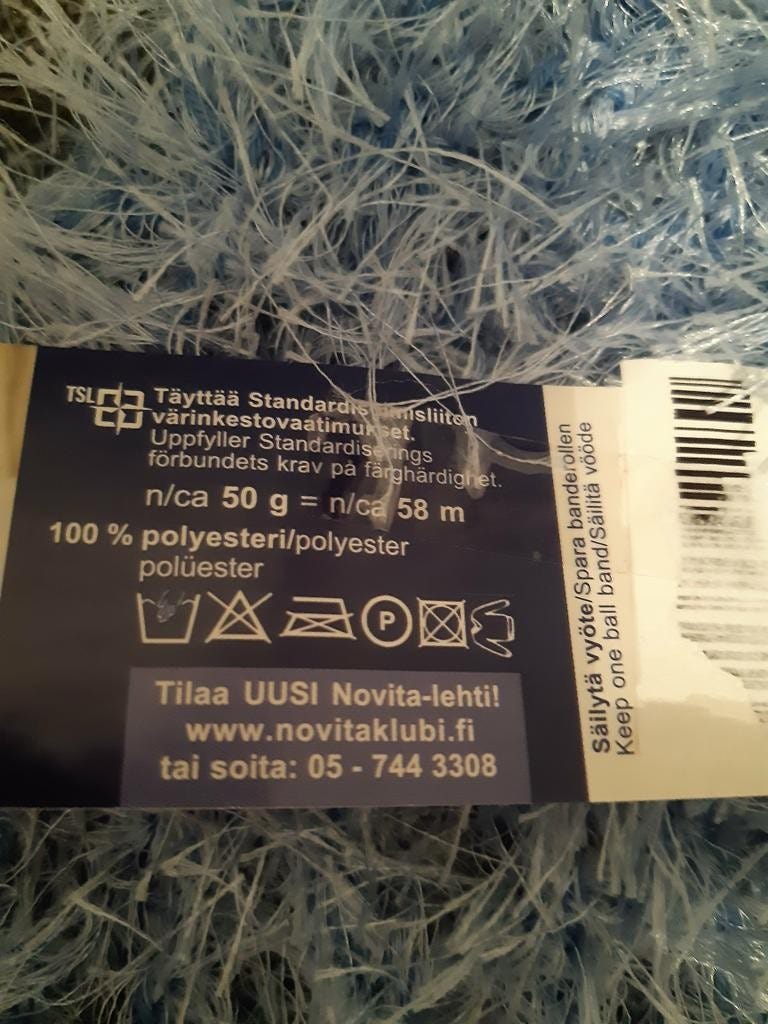 TSL
Täyttää Standardisoimisliiton
värinkestovaatimukset.
Uppfyller Standardiserings
förbundets krav på färghärdighet.
n/ca 50 g = n/ca 58 m
100 % polyesteri/polyester
polüester
P
Tilaa UUSI Novita-lehti!
www.novitaklubi.fi
tai soita: 05 - 744 3308
Säilytä vyöte/Spara banderollen
Keep one ball band/Säilitä vööde